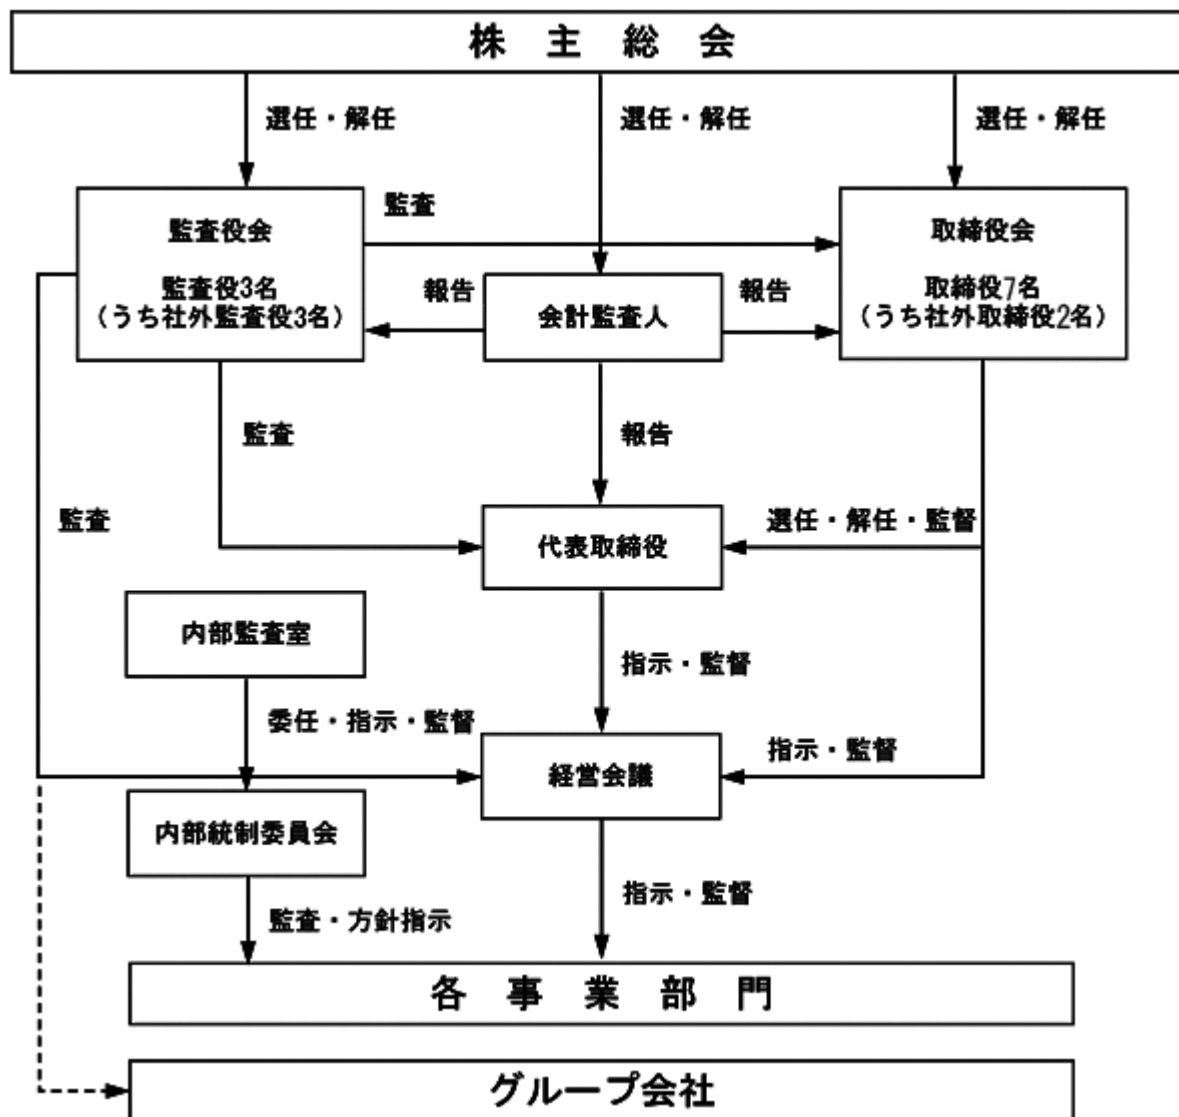 株主総会
選任・解任
選任・解任
選任・解任
監査役会
監査役3名
（うち社外監査役3名）
監査
取締役会
取締役7名
（うち社外取締役2名）
報告
会計監査人
報告
監査
報告
監査
代表取締役
選任・解任・監督
内部監査室
指示・監督
委任・指示・監督
経営会議
指示・監督
内部統制委員会
指示・監督
監査・方針指示
各事業部門
グループ会社